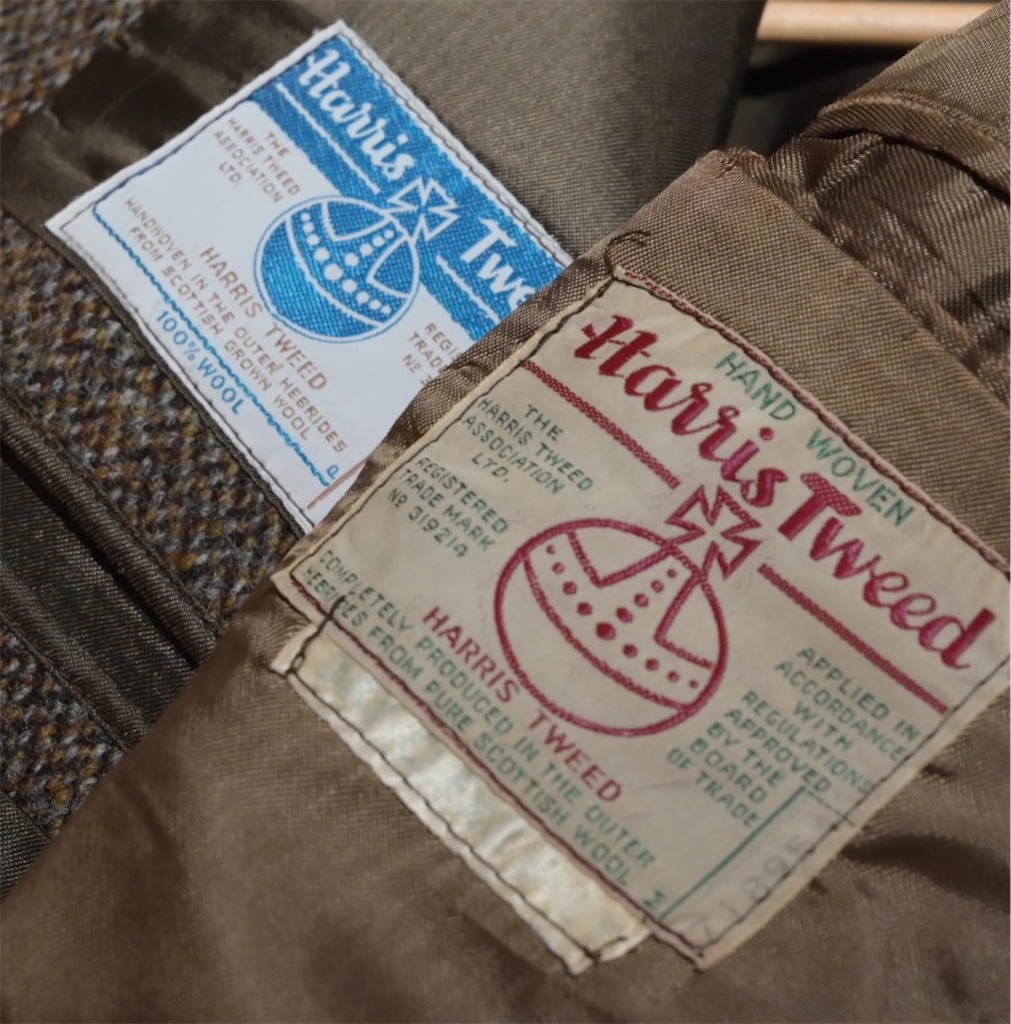 Harris
THE
HARRIS TWEED
ASSOCIATION
LTD.
HARRIS TWEED
HANDWOVEN IN THE OUTER HEBRIDES
FROM SCOTTISH GROWN WOOL
100% WOOL
HAND WOVEN
Harris Tweed
THE
HARRIS TWEED
ASSOCIATION
LTD.
REGISTERED
TRADE MARK
Nº 319214
APPLIED IN
ACCORDANCE
WITH
REGULATIONS
APPROVED
BY THE
BOARD
OF TRADE
HARRIS TWEED
COMPLETELY PRODUCED IN THE OUTER
HEBRIDES FROM PURE SCOTTISH WOOL